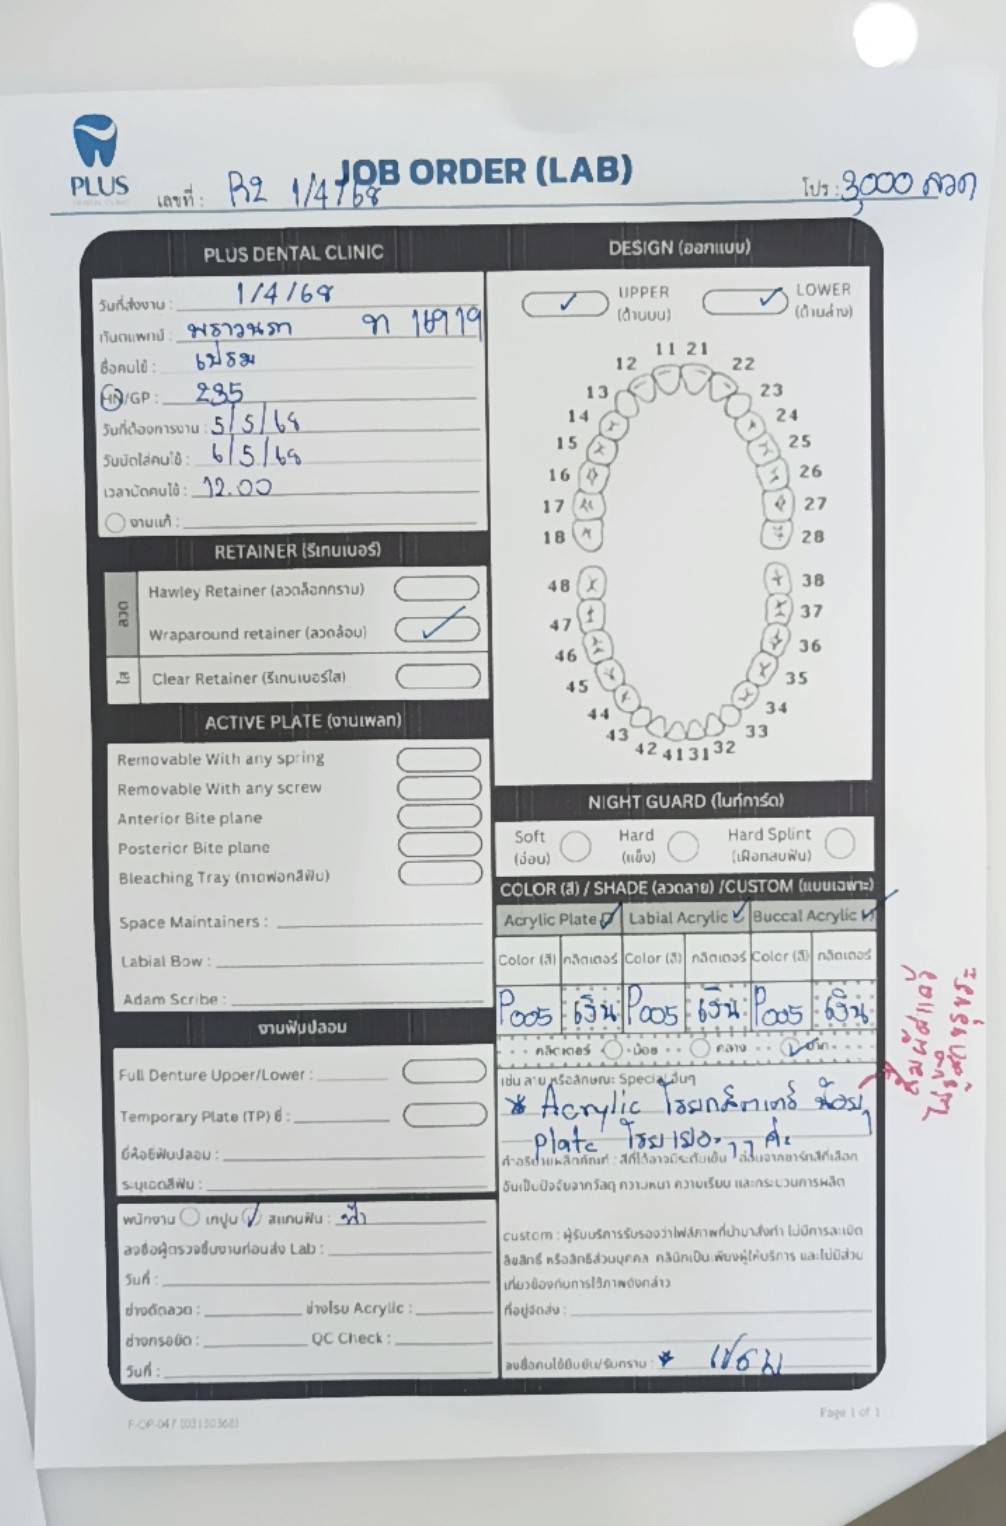 PLUS
DENTAL CLINIC
JOB ORDER (LAB)
เลขที่ : R2 1/4/68
โปร : 3,000 ลวด
PLUS DENTAL CLINIC
วันที่ส่งงาน : 1/4/68
ทันตแพทย์ : ท 16919
ชื่อคนไข้ : เปรม
HN/GP : 235
วันที่ต้องการงาน : 5/5/68
วันนัดใส่คนไข้ : 6/5/68
เวลานัดคนไข้ : 12.00
งานแก้ :
RETAINER (รีเทนเนอร์)
ลวด
Hawley Retainer (ลวดล็อกกราม)
Wraparound retainer (ลวดล้อม)
ใส
Clear Retainer (รีเทนเนอร์ใส)
ACTIVE PLATE (งานเพลท)
Removable With any spring
Removable With any screw
Anterior Bite plane
Posterior Bite plane
Bleaching Tray (ถาดฟอกสีฟัน)
Space Maintainers :
Labial Bow :
Adam Scribe :
งานฟันปลอม
Full Denture Upper/Lower :
Temporary Plate (TP) ซี่ :
ยี่ห้อซี่ฟันปลอม :
ระบุเฉดสีฟัน :
พนักงาน เทปูน สแกนฟัน : ฟ้า
ลงชื่อผู้ตรวจชิ้นงานก่อนส่ง Lab :
วันที่ :
ช่างดัดลวด : ช่างโรย Acrylic :
ช่างกรอขัด : QC Check :
วันที่ :
F-OP-047 (03130368)
DESIGN (ออกแบบ)
UPPER
(ด้านบน)
LOWER
(ด้านล่าง)
11 21
12 22
13 23
14 24
15 25
16 26
17 27
18 28
48 38
47 37
46 36
45 35
44 34
43 33
42 41 31 32
NIGHT GUARD (ไนท์การ์ด)
Soft
(อ่อน)
Hard
(แข็ง)
Hard Splint
(เฝือกสบฟัน)
COLOR (สี) / SHADE (ลวดลาย) /CUSTOM (แบบเฉพาะ)
Acrylic Plate Labial Acrylic Buccal Acrylic
Color (สี) กลิตเตอร์ Color (สี) กลิตเตอร์ Color (สี) กลิตเตอร์
P005 เงิน P005 เงิน P005 เงิน
กลิตเตอร์ น้อย กลาง มาก
เช่น ลาย หรือลักษณะ Special อื่นๆ
* Acrylic โรยกลิตเตอร์ น้อยๆ
Plate โรยเยอะๆๆ ค่ะ
คำอธิบายผลิตภัณฑ์ : สีที่ได้อาจมีระดับเข้ม / อ่อนจากชาร์ทสีที่เลือก
อันเป็นปัจจัยจากวัสดุ ความหนา ความเรียบ และกระบวนการผลิต
custom : ผู้รับบริการรับรองว่าไฟล์ภาพที่นำมาสั่งทำ ไม่มีการละเมิด
ลิขสิทธิ์ หรือสิทธิส่วนบุคคล คลินิกเป็นเพียงผู้ให้บริการ และไม่มีส่วน
เกี่ยวข้องกับการใช้ภาพดังกล่าว
ที่อยู่จัดส่ง :
ลงชื่อคนไข้ยืนยัน/รับทราบ : * เปรม
Page 1 of 1
สัมผัสแล้ว
ไม่รู้สึกขรุขระ